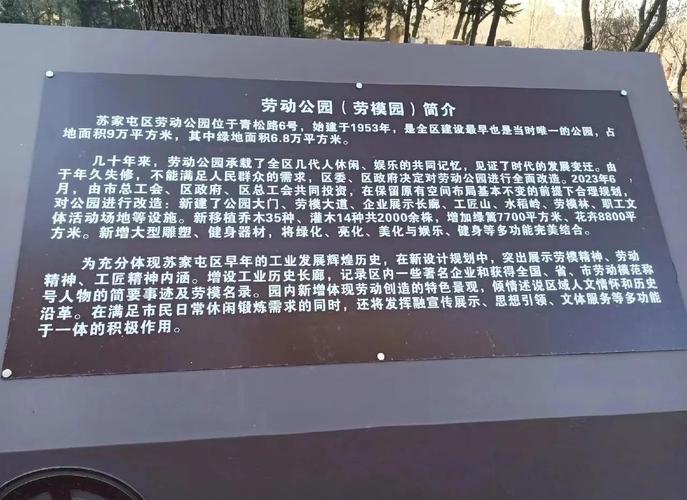 劳动公园（劳模园）简介
苏家屯区劳动公园位于青松路6号，始建于1953年，是全区建设最早也是当时唯一的公园，占
地面积9万平方米，其中绿地面积6.8万平方米。
几十年来，劳动公园承载了全区几代人休闲、娱乐的共同记忆，见证了时代的发展变迁。由
于年久失修，不能满足人民群众的需求，区委、区政府决定对劳动公园进行全面改造。2023年6
月，由市总工会、区政府、区总工会共同投资，在保留原有空间布局基本不变的前提下合理规划，
对公园进行改造：新建了公园大门、劳模大道、企业展示长廊、工匠山、水稻岭、劳模林、职工文
体活动场地等设施。新移植乔木35种、灌木14种共2000余株，增加绿篱7700平方米、花卉8800平
方米。新增大型雕塑、健身器材，将绿化、亮化、美化与娱乐、健身等多功能完美结合。
为充分体现苏家屯区早年的工业发展辉煌历史，在新设计规划中，突出展示劳模精神、劳动
精神、工匠精神内涵。增设工业历史长廊，记录区内一些著名企业和获得全国、省、市劳动模范称
号人物的简要事迹及劳模名录。园内新增体现劳动创造的特色景观，倾情述说区域人文情怀和历史
沿革。在满足市民日常休闲锻炼需求的同时，还将发挥融宣传展示、思想引领、文体服务等多功能
于一体的积极作用。